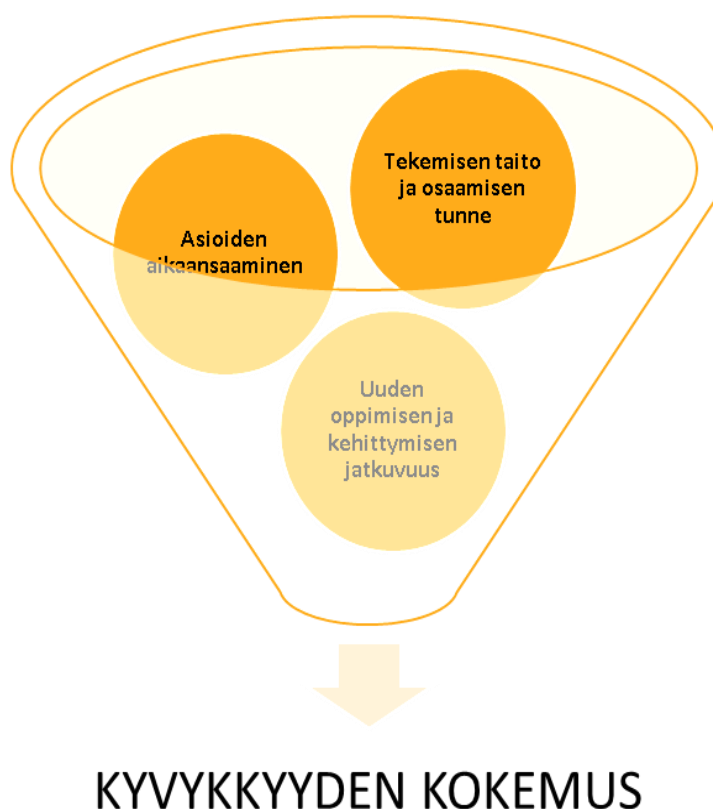 Tekemisen taito
ja osaamisen
tunne
Asioiden
aikaansaaminen
Uuden
oppimisen ja
kehittymisen
jatkuvuus
KYVYKKYYDEN KOKEMUS